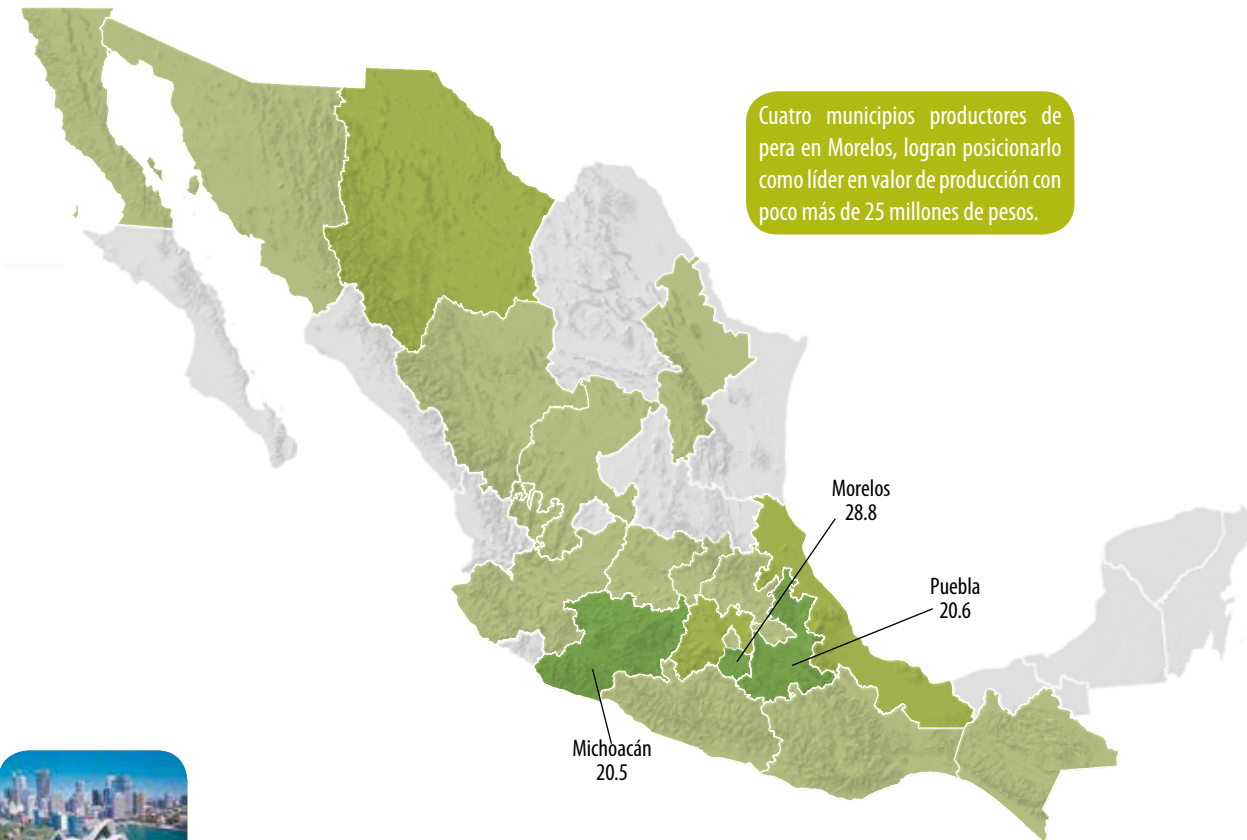 Cuatro municipios productores de
pera en Morelos, logran posicionarlo
como líder en valor de producción con
poco más de 25 millones de pesos.
Morelos
28.8
Puebla
20.6
Michoacán
20.5